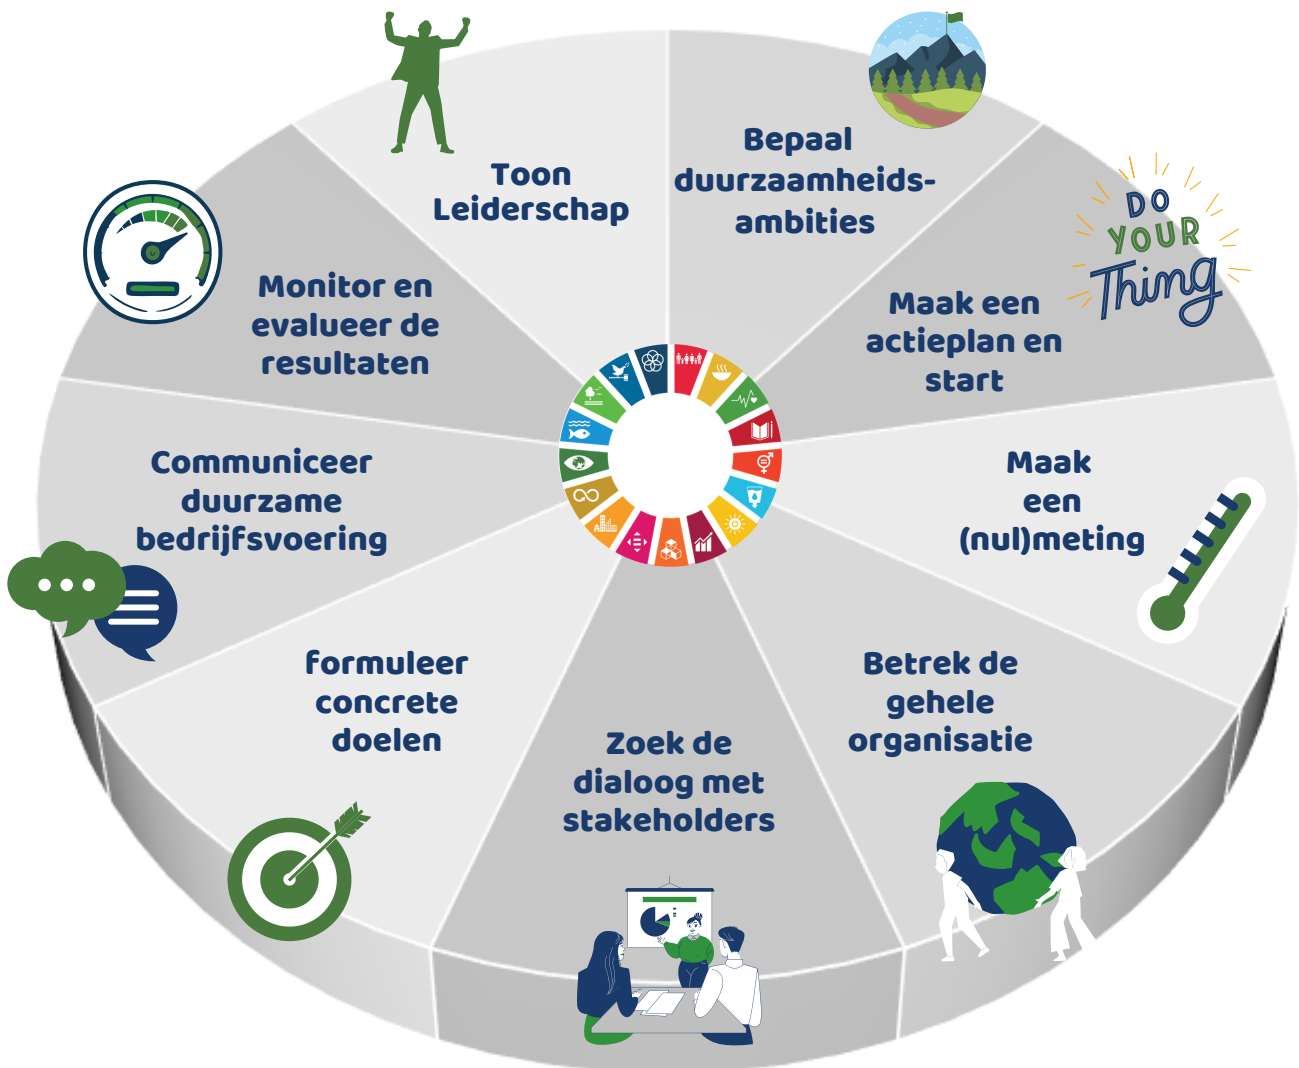 Toon
Leiderschap
Bepaal
duurzaamheids-
ambities
DO
YOUR
Thing
Maak een
actieplan en
start
Monitor en
evalueer de
resultaten
Communiceer
duurzame
bedrijfsvoering
Maak
een
(nul)meting
formuleer
concrete
doelen
Betrek de
gehele
organisatie
Zoek de
dialoog met
stakeholders